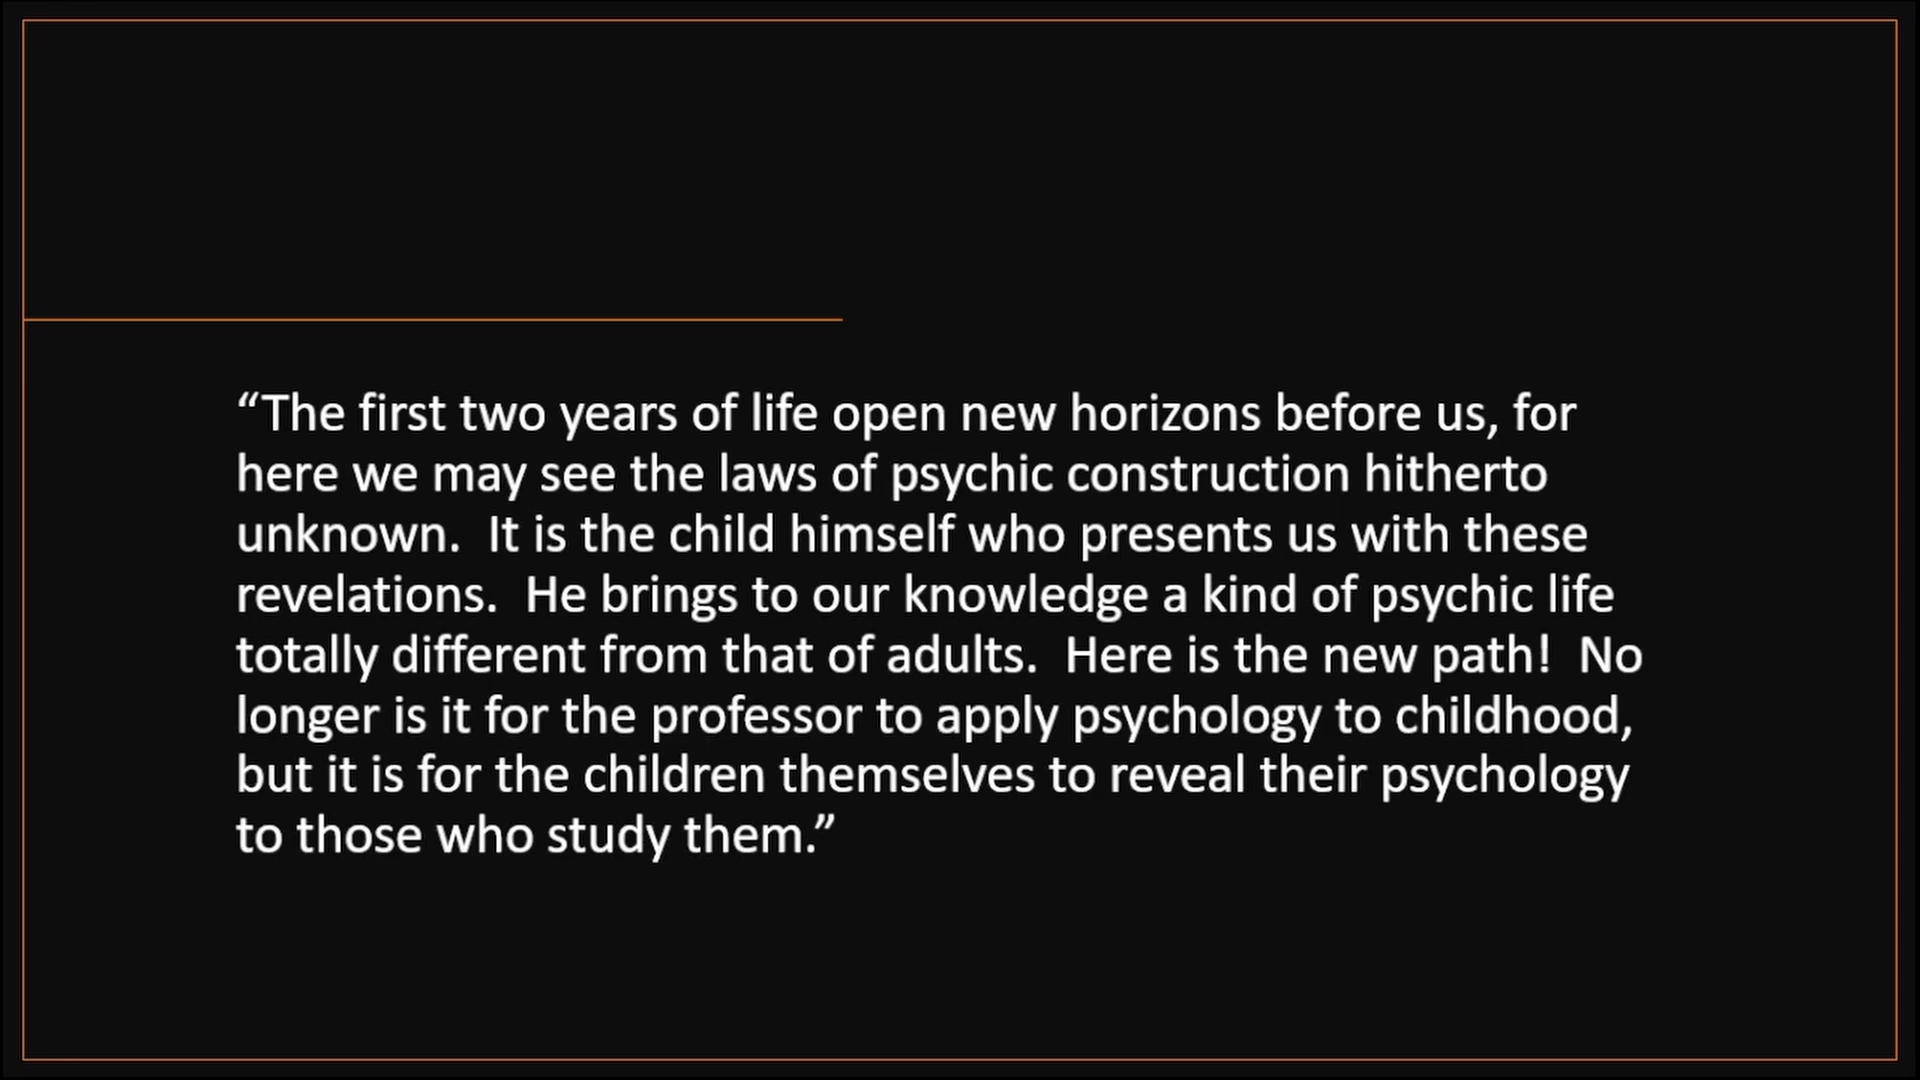 “The first two years of life open new horizons before us, for
here we may see the laws of psychic construction hitherto
unknown.  It is the child himself who presents us with these
revelations.  He brings to our knowledge a kind of psychic life
totally different from that of adults.  Here is the new path!  No
longer is it for the professor to apply psychology to childhood,
but it is for the children themselves to reveal their psychology
to those who study them.”